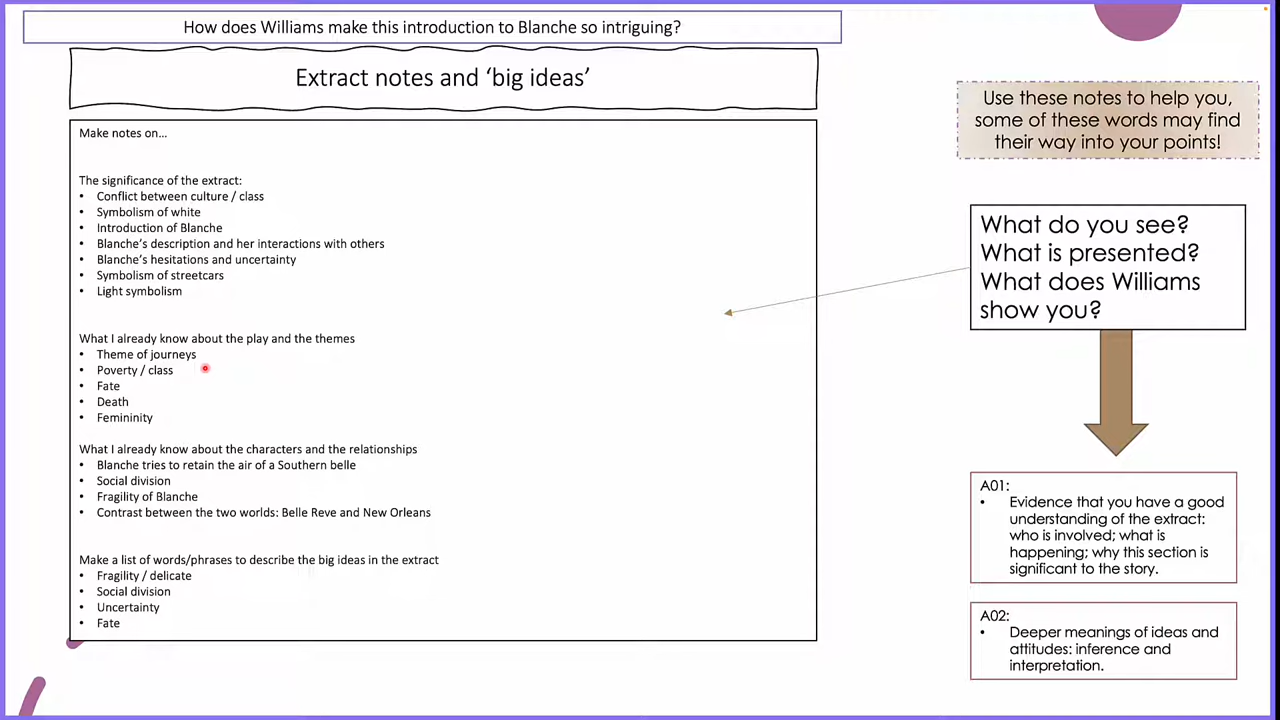 How does Williams make this introduction to Blanche so intriguing?
Extract notes and ‘big ideas’
Make notes on…
The significance of the extract:
• Conflict between culture / class
• Symbolism of white
• Introduction of Blanche
• Blanche’s description and her interactions with others
• Blanche’s hesitations and uncertainty
• Symbolism of streetcars
• Light symbolism
What I already know about the play and the themes
• Theme of journeys
• Poverty / class
• Fate
• Death
• Femininity
What I already know about the characters and the relationships
• Blanche tries to retain the air of a Southern belle
• Social division
• Fragility of Blanche
• Contrast between the two worlds: Belle Reve and New Orleans
Make a list of words/phrases to describe the big ideas in the extract
• Fragility / delicate
• Social division
• Uncertainty
• Fate
Use these notes to help you,
some of these words may find
their way into your points!
What do you see?
What is presented?
What does Williams
show you?
A01:
• Evidence that you have a good
understanding of the extract:
who is involved; what is
happening; why this section is
significant to the story.
A02:
• Deeper meanings of ideas and
attitudes: inference and
interpretation.